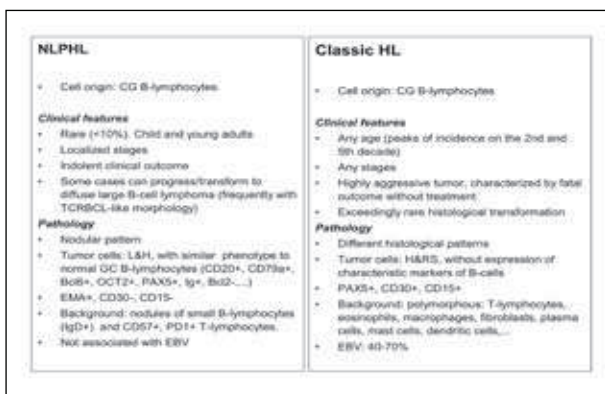 NLPHL
• Cell origin: CG B-lymphocytes
Clinical features
• Rare (<10%). Child and young adults
• Localized stages
• Indolent clinical outcome
• Some cases can progress/transform to
diffuse large B-cell lymphoma (frequently with
TCRBCL-like morphology)
Pathology
• Nodular pattern
• Tumor cells: L&H, with similar phenotype to
normal GC B-lymphocytes (CD20+, CD79a+,
Bcl6+, OCT2+, PAX5+, Ig+, Bcl2-,...)
• EMA+, CD30-, CD15-
• Background: nodules of small B-lymphocytes
(IgD+) and CD57+, PD1+ T-lymphocytes.
• Not associated with EBV
Classic HL
• Cell origin: CG B-lymphocytes
Clinical features
• Any age (peaks of incidence on the 2nd and
5th decade)
• Any stages
• Highly aggressive tumor, characterized by fatal
outcome without treatment
• Exceedingly rare histological transformation
Pathology
• Different histological patterns
• Tumor cells: H&RS, without expression of
characteristic markers of B-cells
• PAX5+, CD30+, CD15+
• Background: polymorphous: T-lymphocytes,
eosinophils, macrophages, fibroblasts, plasma
cells, mast cells, dendritic cells,...
• EBV: 40-70%